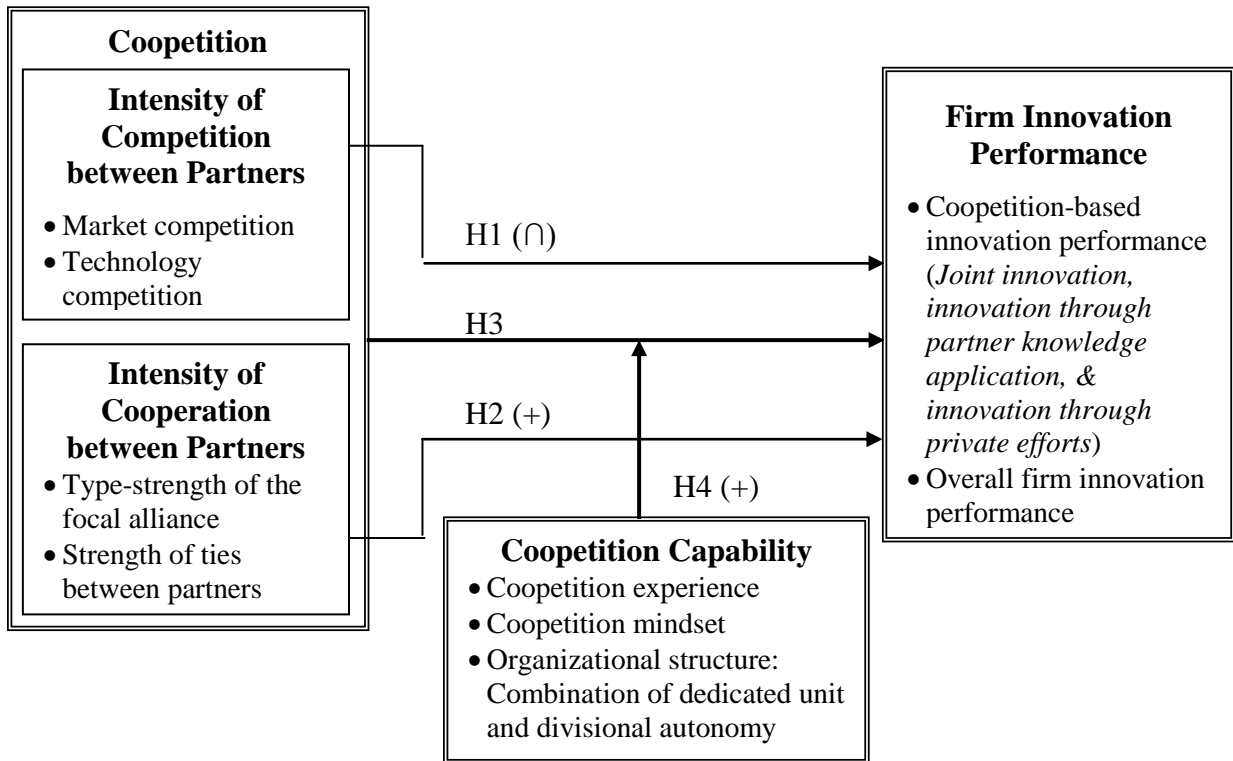 Coopetition
Intensity of
Competition
between Partners
• Market competition
• Technology
competition
Intensity of
Cooperation
between Partners
• Type-strength of the
focal alliance
• Strength of ties
between partners
H1 (∩)
H3
H2 (+)
H4 (+)
Coopetition Capability
• Coopetition experience
• Coopetition mindset
• Organizational structure:
Combination of dedicated unit
and divisional autonomy
Firm Innovation
Performance
• Coopetition-based
innovation performance
(Joint innovation,
innovation through
partner knowledge
application, &
innovation through
private efforts)
• Overall firm innovation
performance